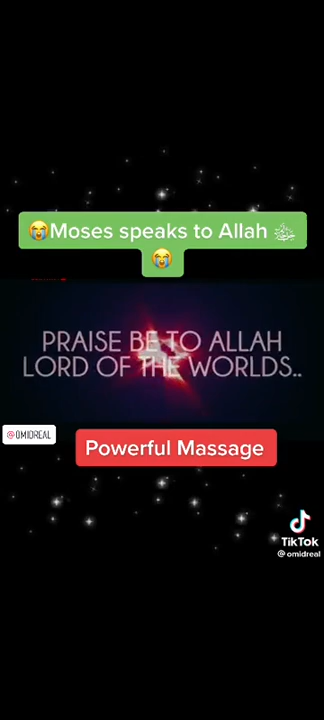 😭Moses speaks to Allah ﷻ
😭
PRAISE BE TO ALLAH
LORD OF THE WORLDS..
@OMIDREAL
Powerful Massage
TikTok
@omidreal